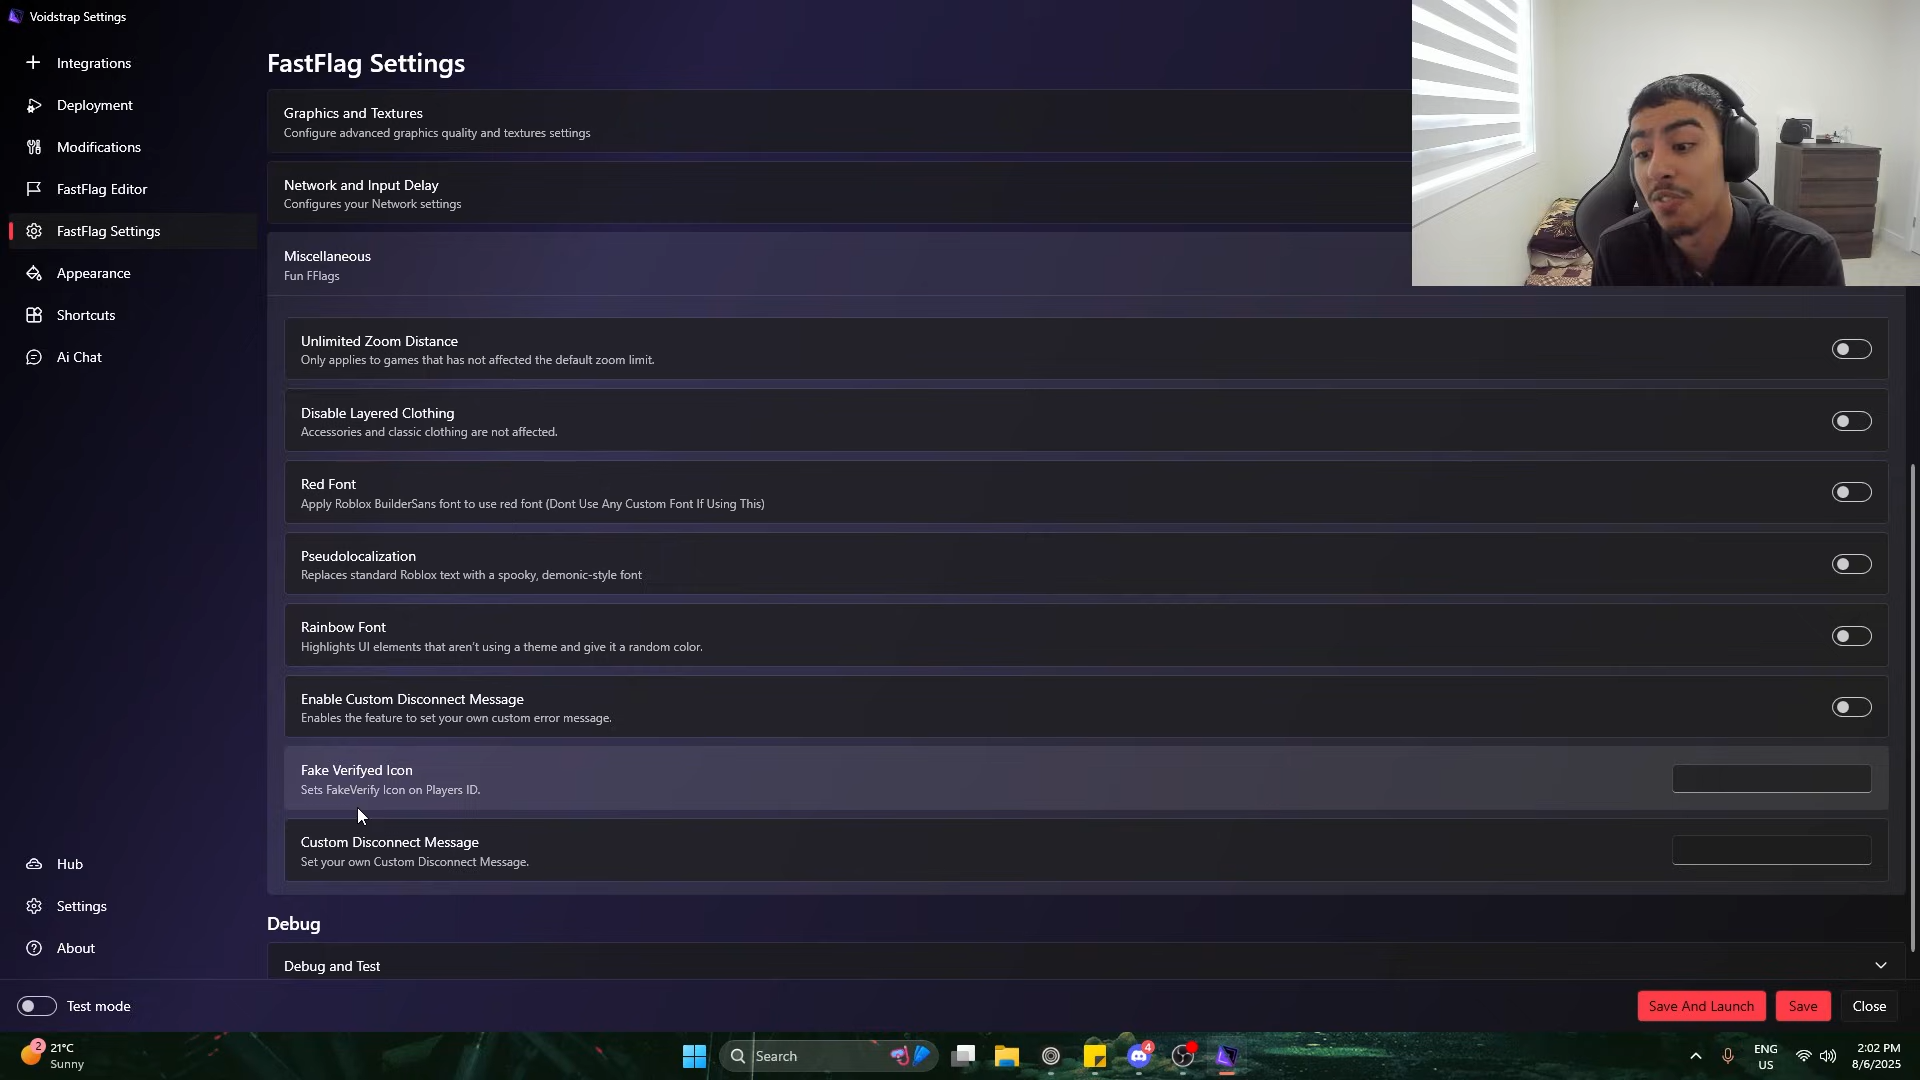 Voidstrap Settings
Integrations
Deployment
Modifications
FastFlag Editor
FastFlag Settings
Appearance
Shortcuts
Ai Chat
Hub
Settings
About
FastFlag Settings
Graphics and Textures
Configure advanced graphics quality and textures settings
Network and Input Delay
Configures your Network settings
Miscellaneous
Fun FFlags
Unlimited Zoom Distance
Only applies to games that has not affected the default zoom limit.
Disable Layered Clothing
Accessories and classic clothing are not affected.
Red Font
Apply Roblox BuilderSans font to use red font (Dont Use Any Custom Font If Using This)
Pseudolocalization
Replaces standard Roblox text with a spooky, demonic-style font
Rainbow Font
Highlights UI elements that aren't using a theme and give it a random color.
Enable Custom Disconnect Message
Enables the feature to set your own custom error message.
Fake Verifyed Icon
Sets FakeVerify Icon on Players ID.
Custom Disconnect Message
Set your own Custom Disconnect Message.
Debug
Debug and Test
Test mode
Save And Launch
Save
Close
2
21°C
Sunny
Search
4
ENG
US
2:02 PM
8/6/2025